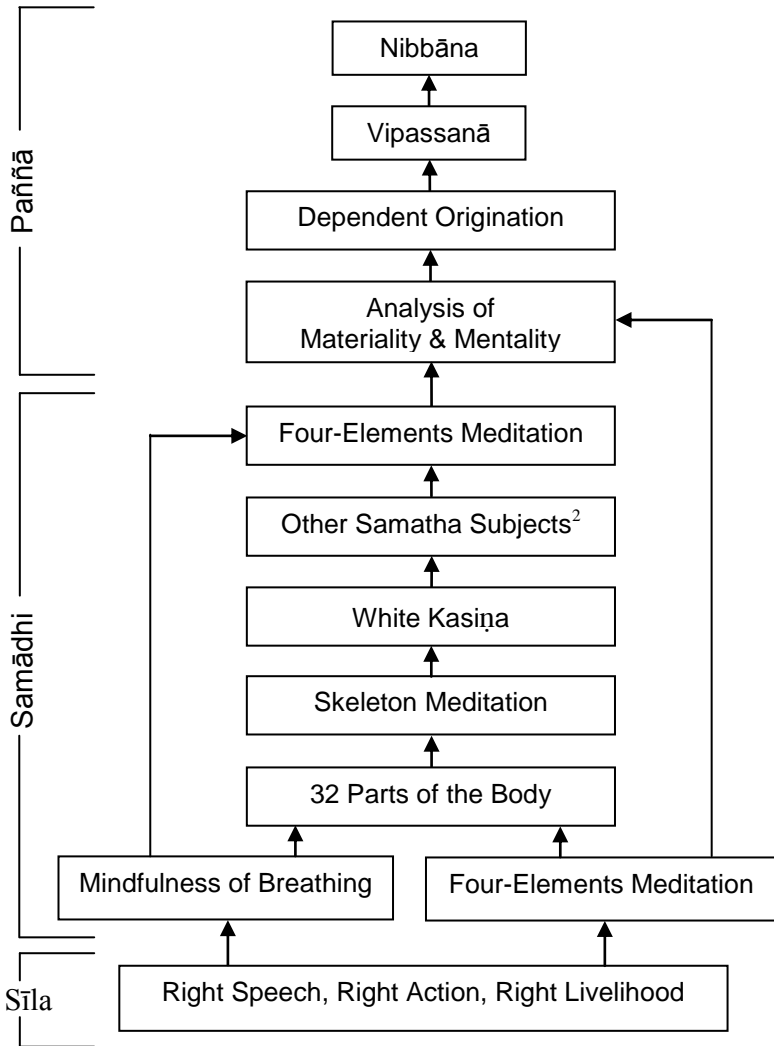 Nibbāna
Vipassanā
Paññā
Dependent Origination
Analysis of
Materiality & Mentality
Four-Elements Meditation
Other Samatha Subjects²
White Kasiṇa
Samādhi
Skeleton Meditation
32 Parts of the Body
Mindfulness of Breathing
Four-Elements Meditation
Sīla
Right Speech, Right Action, Right Livelihood